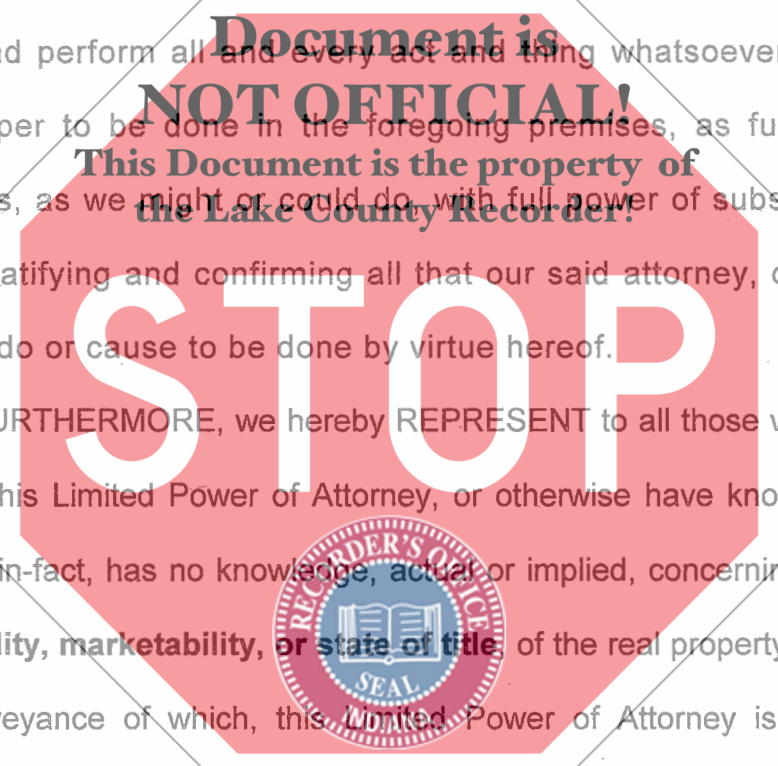 Document is
NOT OFFICIAL!
This Document is the property of
the Lake County Recorder!
STOP
RECORDER'S OFFICE
SEAL
INDIANA
d perform all and every act and thing whatsoever
per to be done in the foregoing premises, as fu
s, as we might or could do, with full power of subs
atifying and confirming all that our said attorney,
do or cause to be done by virtue hereof.
URTHERMORE, we hereby REPRESENT to all those
his Limited Power of Attorney, or otherwise have kno
in-fact, has no knowledge, actual or implied, concernin
lity, marketability, or state of title, of the real property
eyance of which, this Limited Power of Attorney is